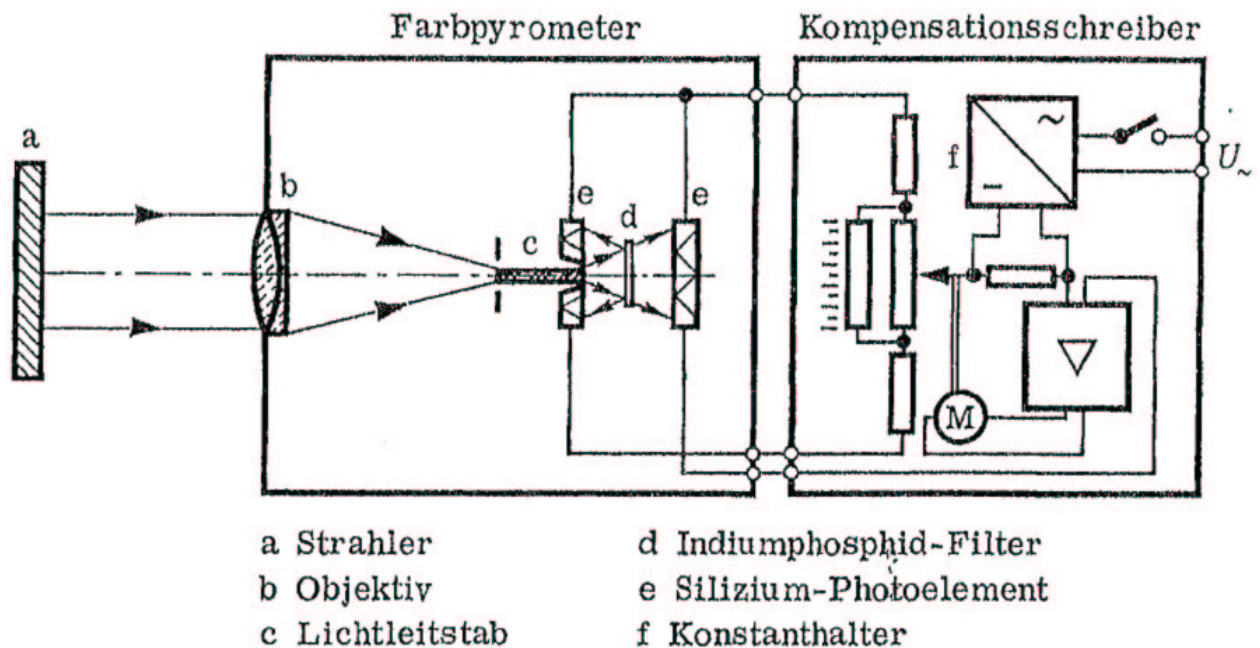 Farbpyrometer
Kompensationsschreiber
a
b
c
e
d
e
f
~
−
U~
M
a Strahler
b Objektiv
c Lichtleitstab
d Indiumphosphid-Filter
e Silizium-Photoelement
f Konstanthalter